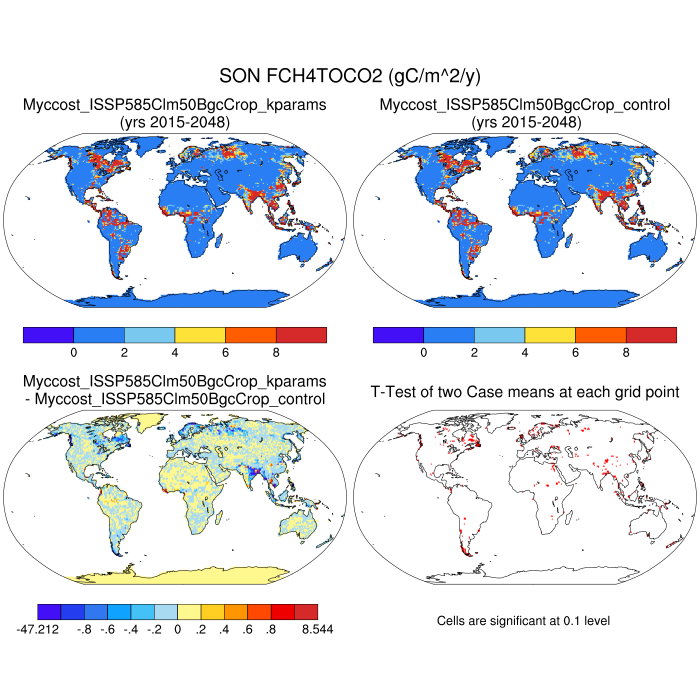 SON FCH4TOCO2 (gC/m^2/y)
Myccost_ISSP585Clm50BgcCrop_kparams
(yrs 2015-2048)
Myccost_ISSP585Clm50BgcCrop_control
(yrs 2015-2048)
0 2 4 6 8
0 2 4 6 8
Myccost_ISSP585Clm50BgcCrop_kparams
- Myccost_ISSP585Clm50BgcCrop_control
T-Test of two Case means at each grid point
-47.212 -.8 -.6 -.4 -.2 0 .2 .4 .6 .8 8.544
Cells are significant at 0.1 level